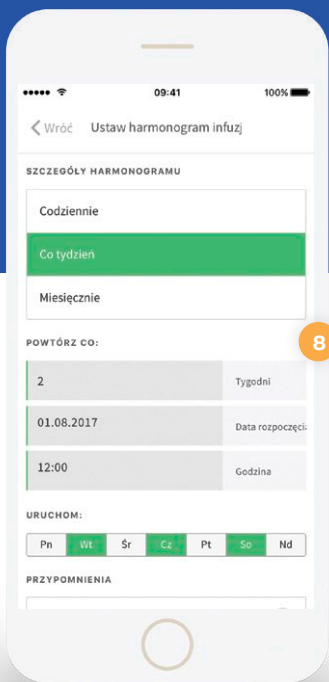 09:41 100%
Wróć Ustaw harmonogram infuzj
SZCZEGÓŁY HARMONOGRAMU
Codziennie
Co tydzień
Miesięcznie
POWTÓRZ CO:
8
2 Tygodni
01.08.2017 Data rozpoczęci
12:00 Godzina
URUCHOM:
Pn Wt Śr Cz Pt So Nd
PRZYPOMNIENIA